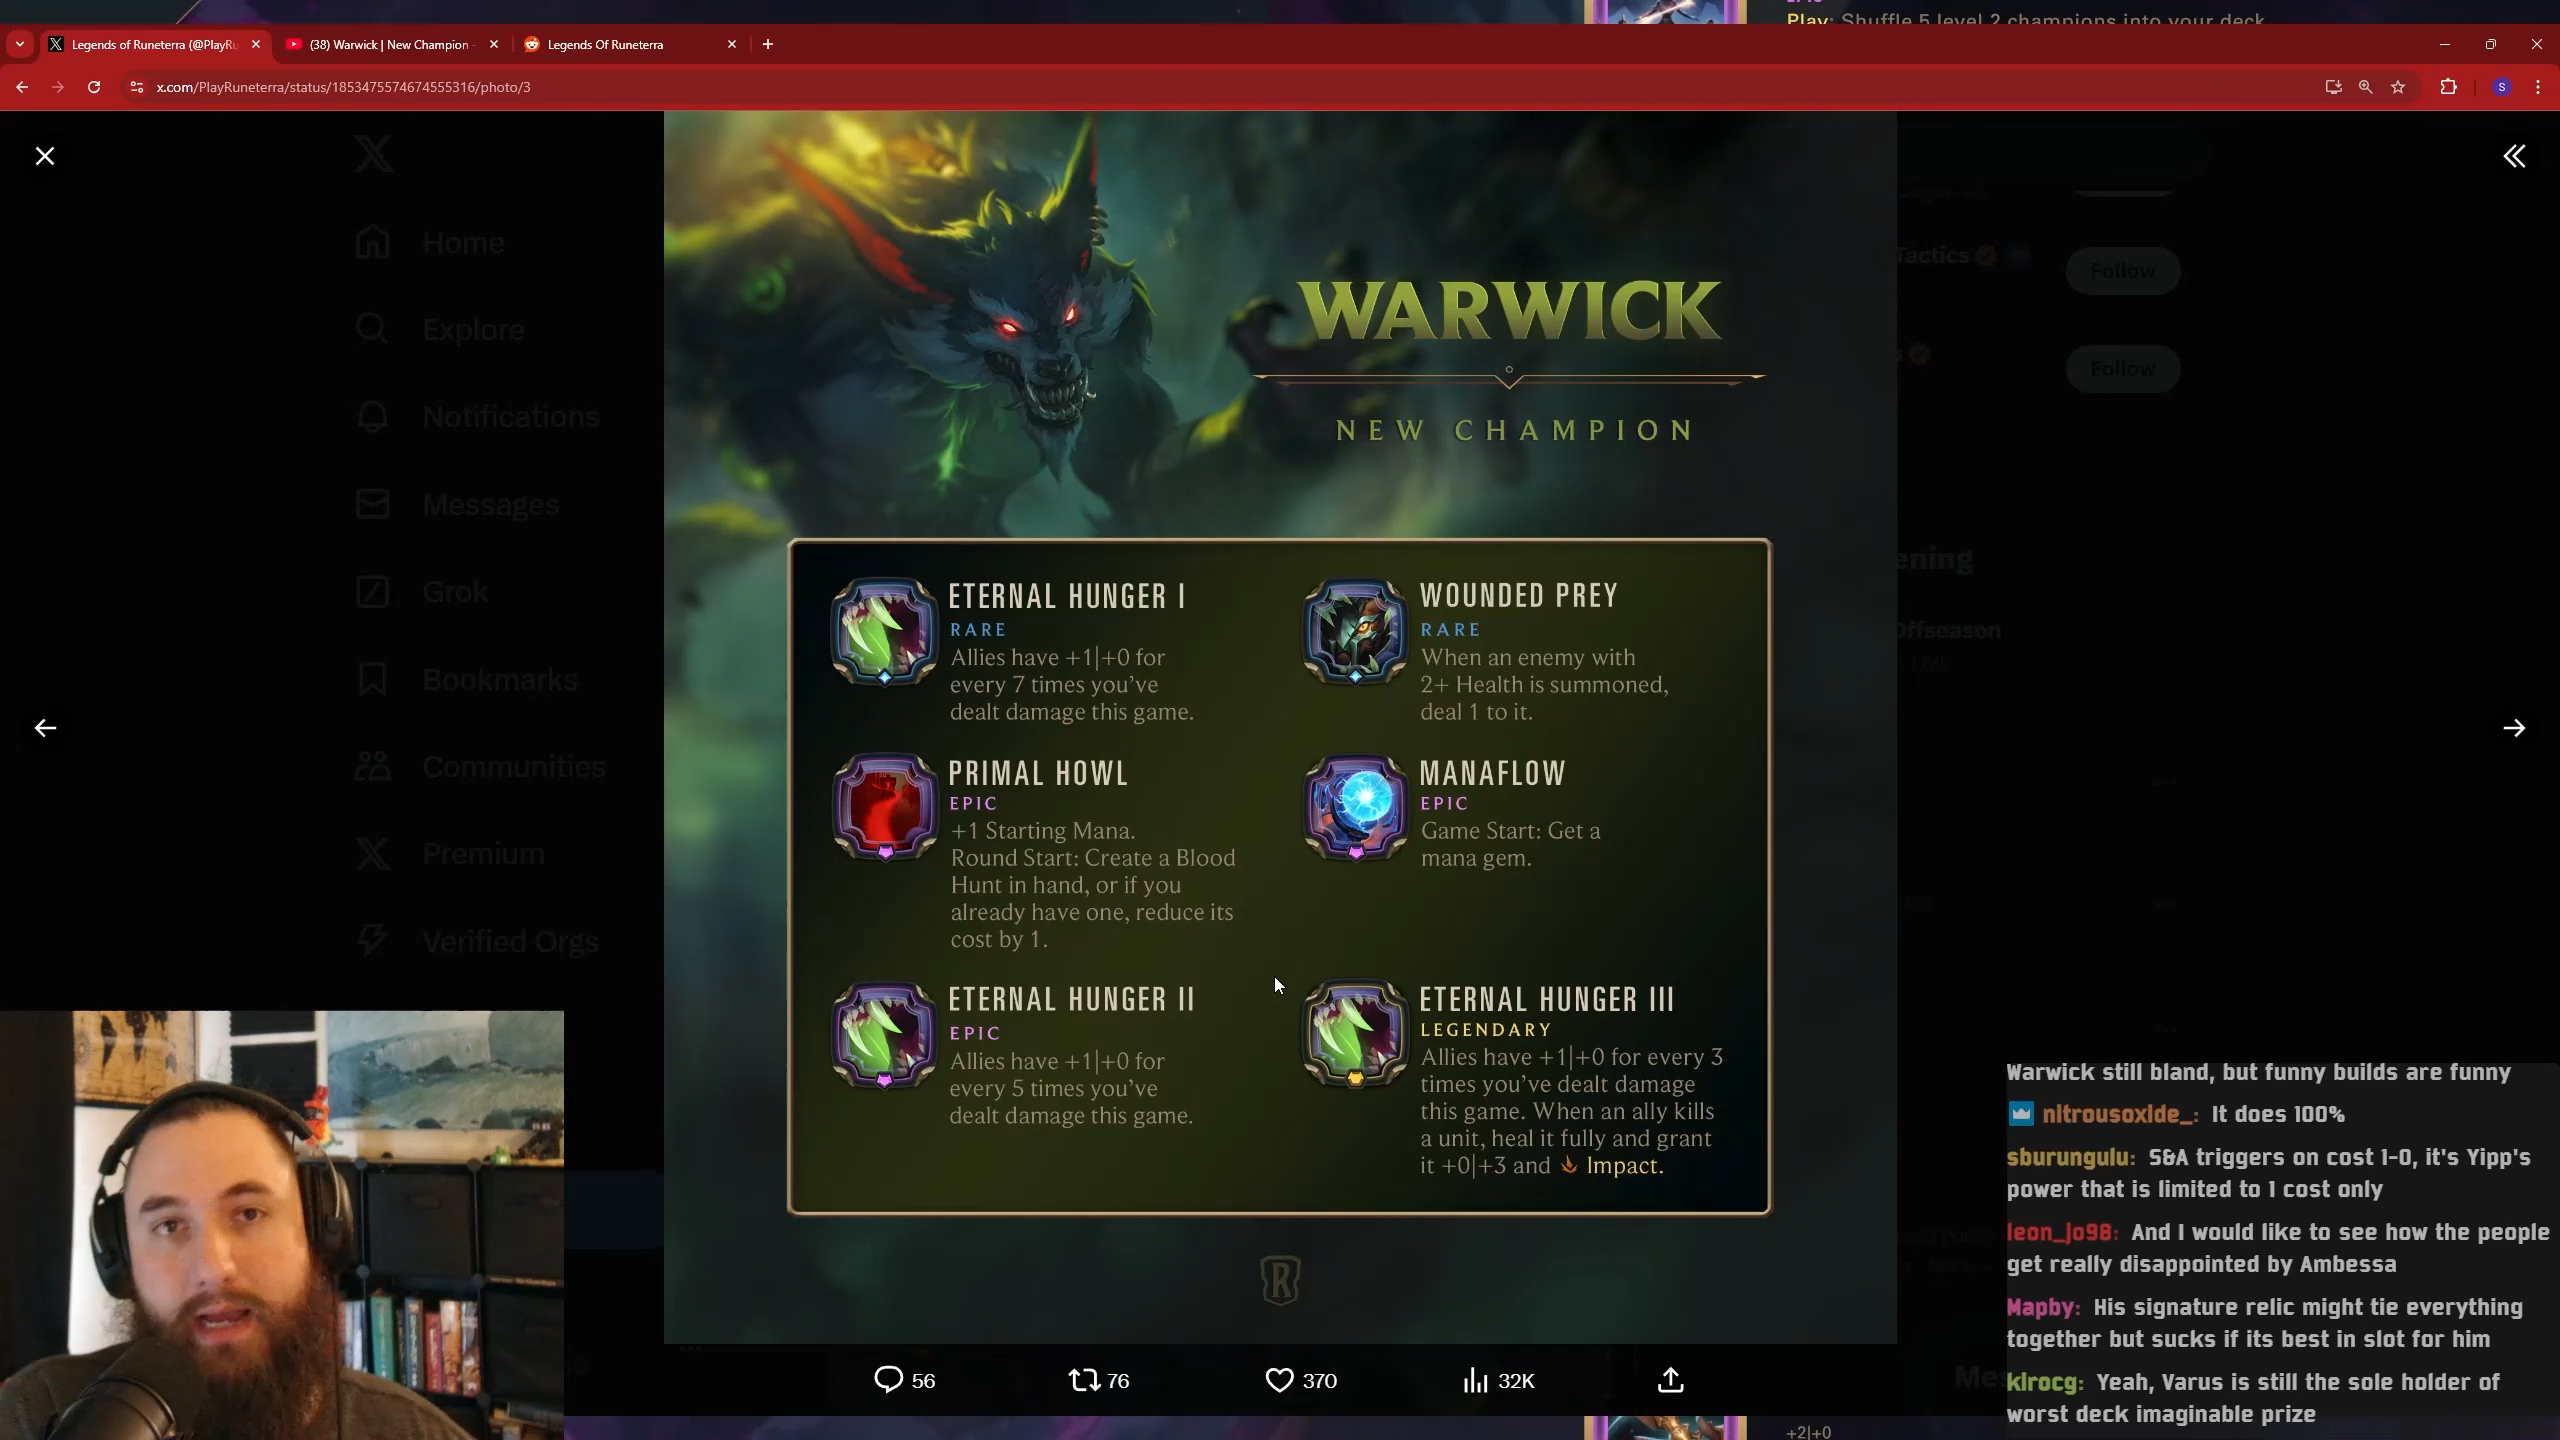 EPIC
Play: Shuffle 5 level 2 champions into your deck
Legends of Runeterra (@PlayRu
(38) Warwick | New Champion -
Legends Of Runeterra
x.com/PlayRuneterra/status/1853475574674555316/photo/3
S
Home
Explore
Notifications
Messages
Grok
Bookmarks
Communities
Premium
Verified Orgs
Tactics
Follow
Follow
ening
Offseason
LIVE
WARWICK
NEW CHAMPION
ETERNAL HUNGER I
RARE
Allies have +1|+0 for
every 7 times you've
dealt damage this game.
WOUNDED PREY
RARE
When an enemy with
2+ Health is summoned,
deal 1 to it.
PRIMAL HOWL
EPIC
+1 Starting Mana.
Round Start: Create a Blood
Hunt in hand, or if you
already have one, reduce its
cost by 1.
MANAFLOW
EPIC
Game Start: Get a
mana gem.
ETERNAL HUNGER II
EPIC
Allies have +1|+0 for
every 5 times you've
dealt damage this game.
ETERNAL HUNGER III
LEGENDARY
Allies have +1|+0 for every 3
times you've dealt damage
this game. When an ally kills
a unit, heal it fully and grant
it +0|+3 and Impact.
R
56
76
370
32K
Warwick still bland, but funny builds are funny
nitrousoxide_: It does 100%
sburungulu: S&A triggers on cost 1-0, it's Yipp's
power that is limited to 1 cost only
leon_jo98: And I would like to see how the people
get really disappointed by Ambessa
Mapby: His signature relic might tie everything
together but sucks if its best in slot for him
kirocg: Yeah, Varus is still the sole holder of
worst deck imaginable prize
+2|+0